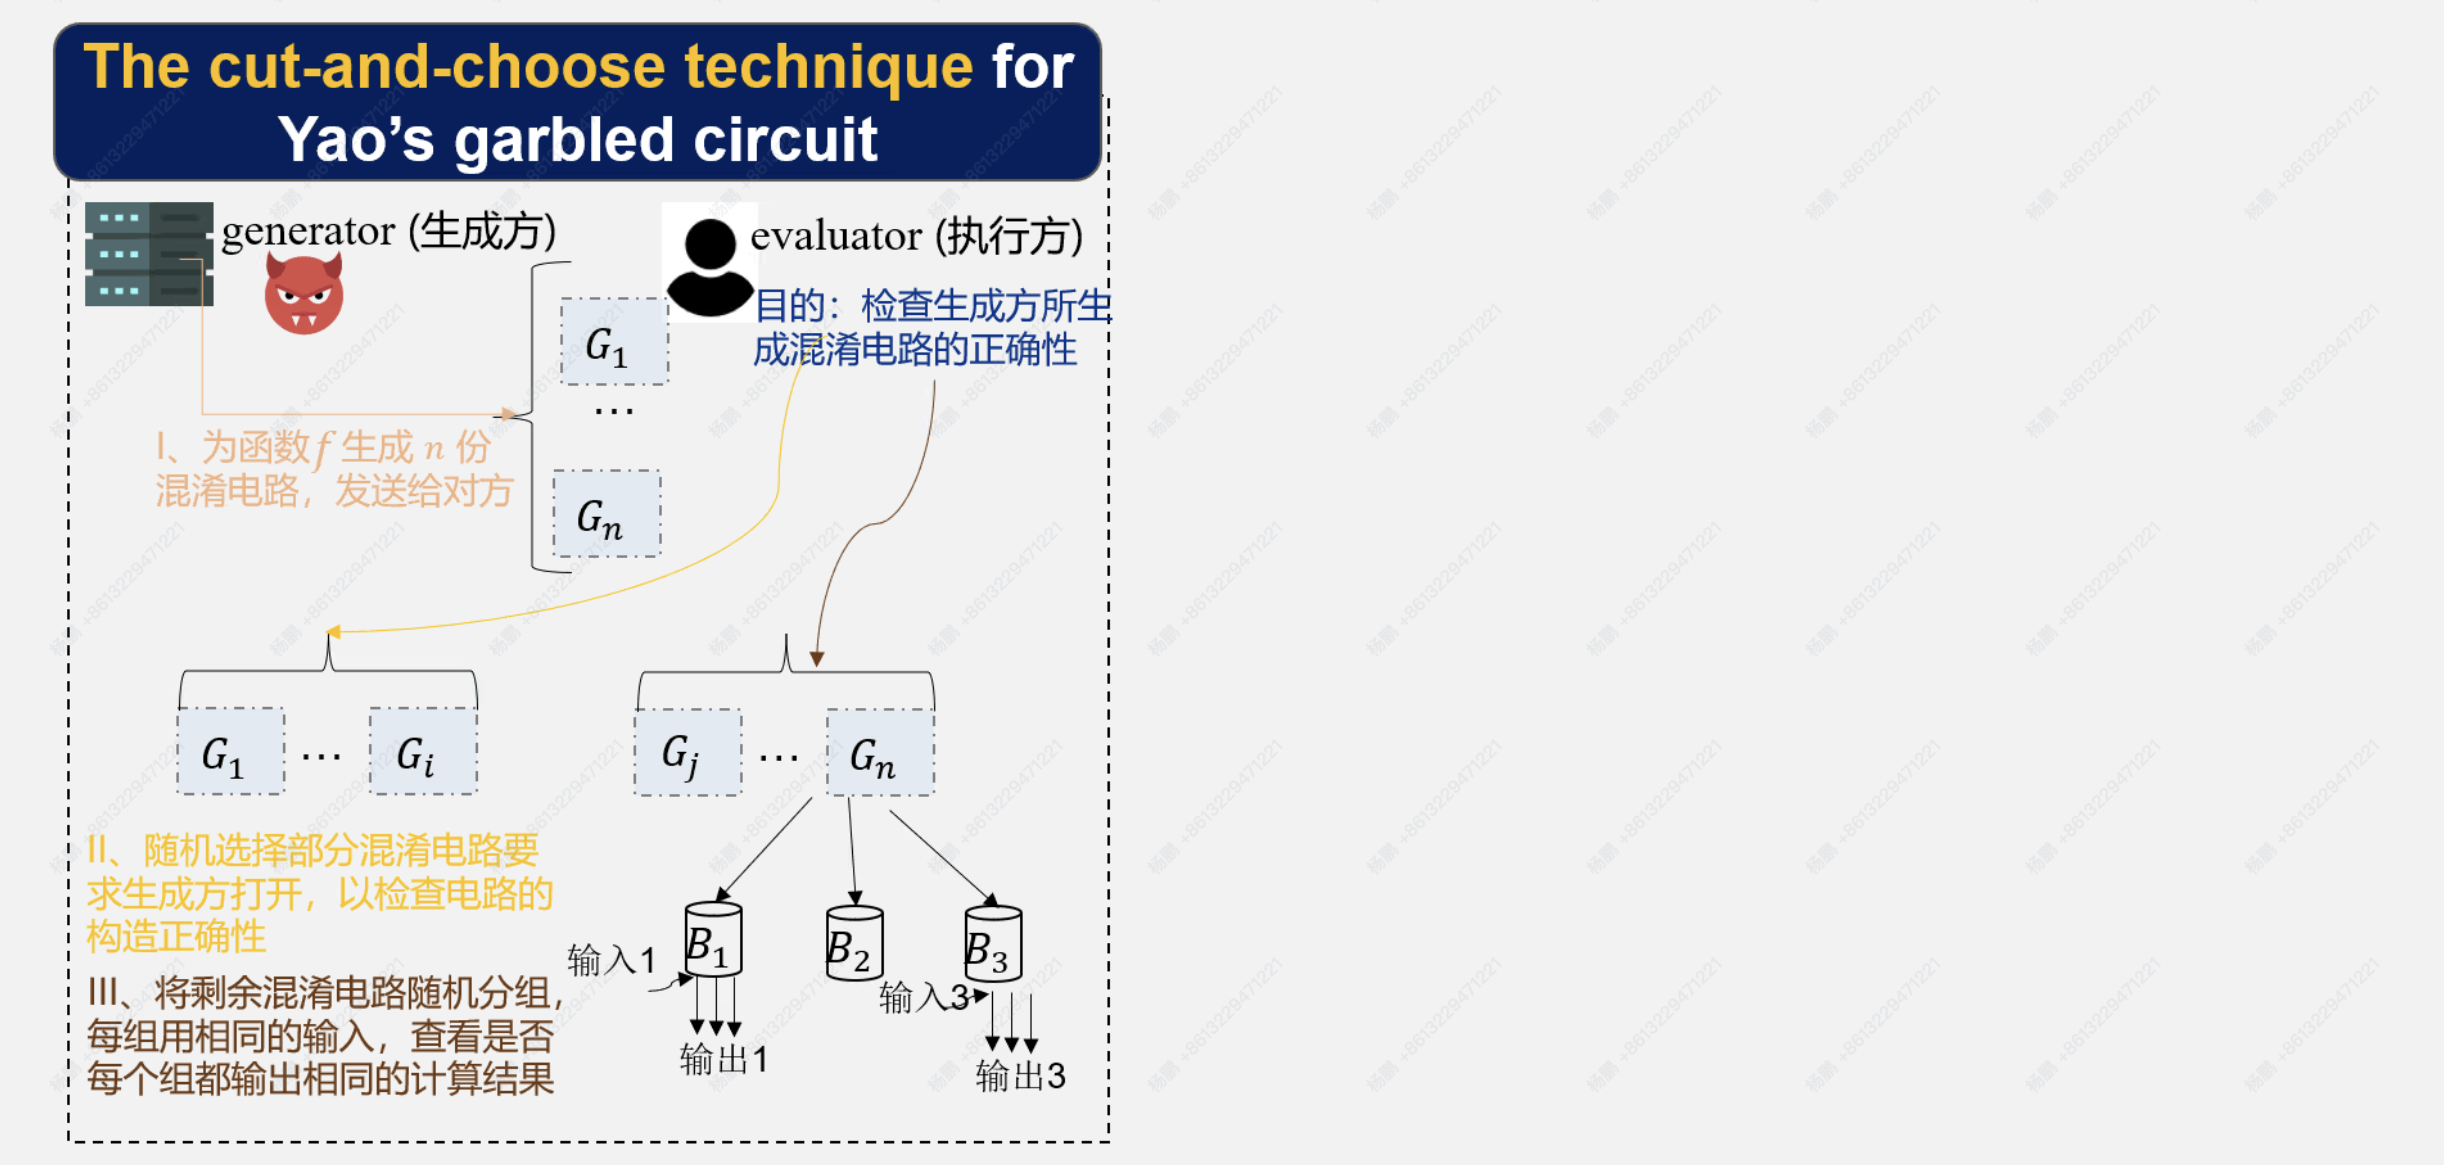 The cut-and-choose technique for
Yao’s garbled circuit
generator (生成方)
evaluator (执行方)
目的：检查生成方所生
成混淆电路的正确性
G1
…
Gn
I、为函数f 生成 n 份
混淆电路，发送给对方
G1 … Gi
Gj … Gn
II、随机选择部分混淆电路要
求生成方打开，以检查电路的
构造正确性
III、将剩余混淆电路随机分组，
每组用相同的输入，查看是否
每个组都输出相同的计算结果
输入1
B1
B2
B3
输入3
输出1
输出3
杨鹏 +8613229471221